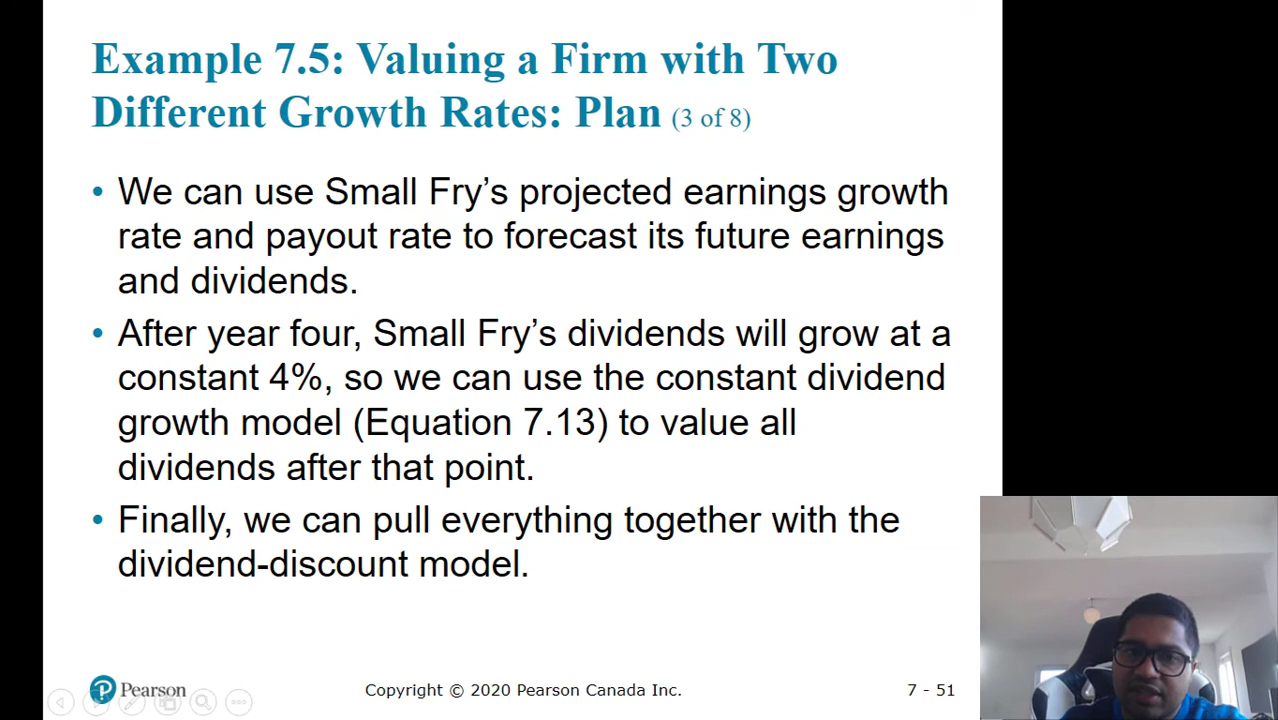 Example 7.5: Valuing a Firm with Two
Different Growth Rates: Plan (3 of 8)
• We can use Small Fry’s projected earnings growth
rate and payout rate to forecast its future earnings
and dividends.
• After year four, Small Fry’s dividends will grow at a
constant 4%, so we can use the constant dividend
growth model (Equation 7.13) to value all
dividends after that point.
• Finally, we can pull everything together with the
dividend-discount model.
Pearson
Copyright © 2020 Pearson Canada Inc.
7 - 51